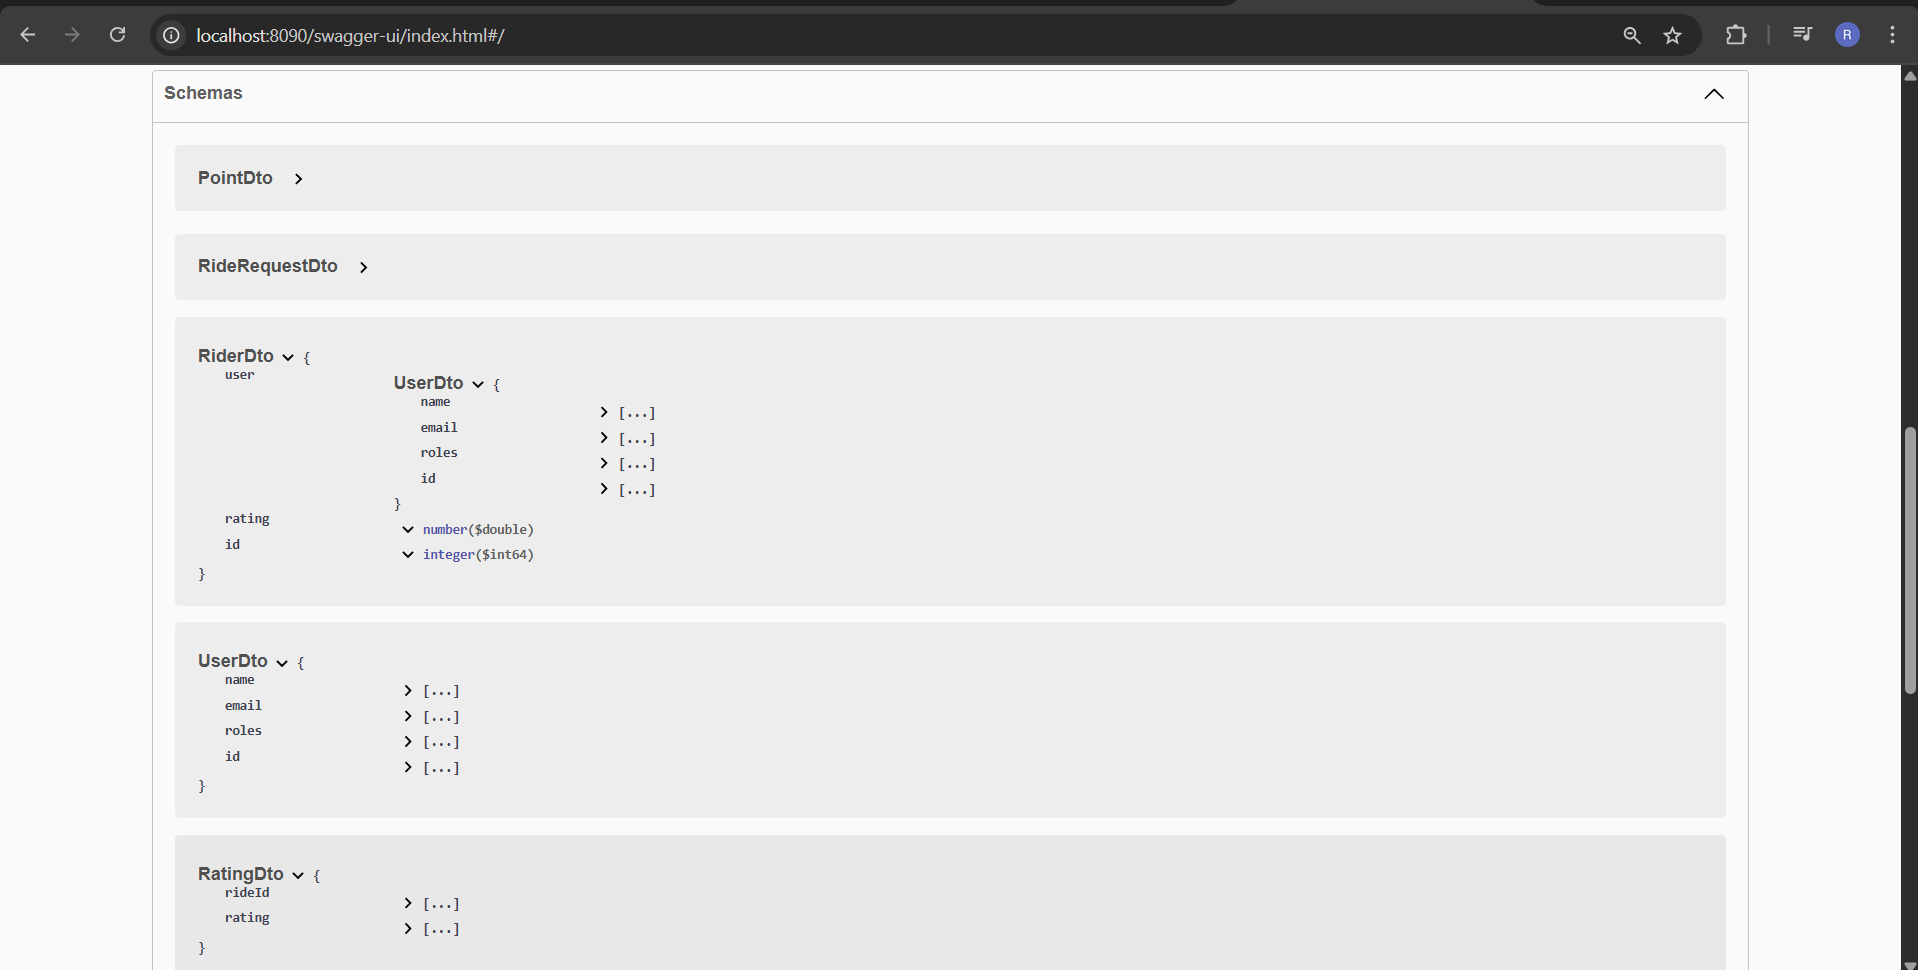 localhost:8090/swagger-ui/index.html#/
R
Schemas
PointDto
RideRequestDto
RiderDto {
user
UserDto {
name [...]
email [...]
roles [...]
id [...]
}
rating number($double)
id integer($int64)
}
UserDto {
name [...]
email [...]
roles [...]
id [...]
}
RatingDto {
rideId [...]
rating [...]
}